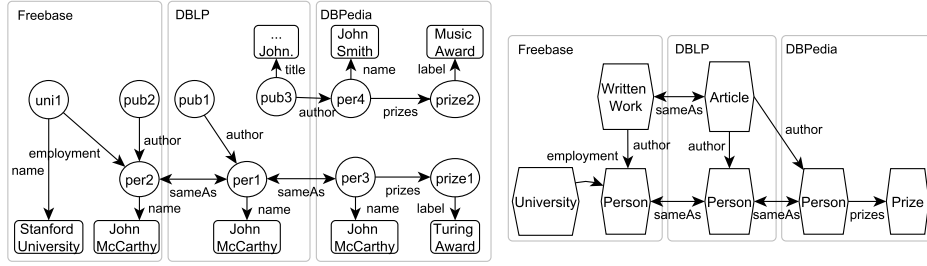 Freebase
DBLP
DBPedia
...
John.
John
Smith
Music
Award
title
name
label
uni1
pub2
pub1
pub3
author
per4
prizes
prize2
employment
author
author
name
per2
sameAs
per1
sameAs
per3
prizes
prize1
name
name
name
label
Stanford
University
John
McCarthy
John
McCarthy
John
McCarthy
Turing
Award
Freebase
DBLP
DBPedia
Written
Work
sameAs
Article
author
employment
author
author
University
Person
sameAs
Person
sameAs
Person
prizes
Prize